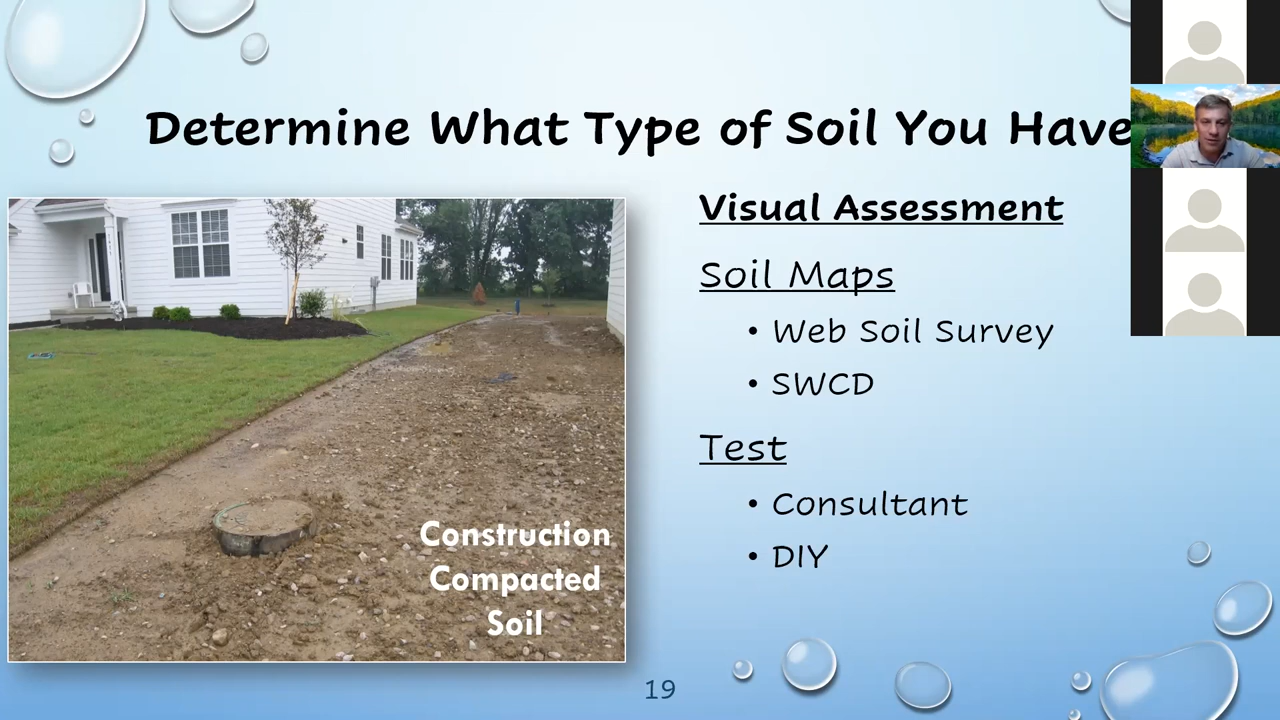 Determine What Type of Soil You Have
Visual Assessment
Soil Maps
• Web Soil Survey
• SWCD
Test
• Consultant
• DIY
Construction
Compacted
Soil
19